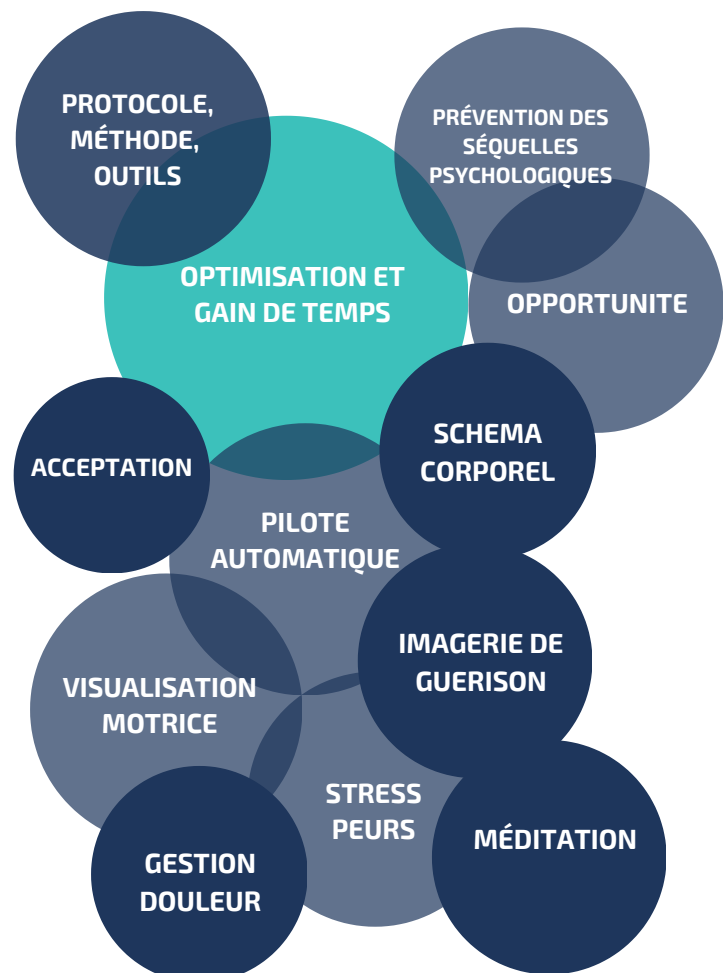 PROTOCOLE,
MÉTHODE,
OUTILS
PRÉVENTION DES
SÉQUELLES
PSYCHOLOGIQUES
OPTIMISATION ET
GAIN DE TEMPS
OPPORTUNITE
ACCEPTATION
SCHEMA
CORPOREL
PILOTE
AUTOMATIQUE
IMAGERIE DE
GUERISON
VISUALISATION
MOTRICE
STRESS
PEURS
MÉDITATION
GESTION
DOULEUR